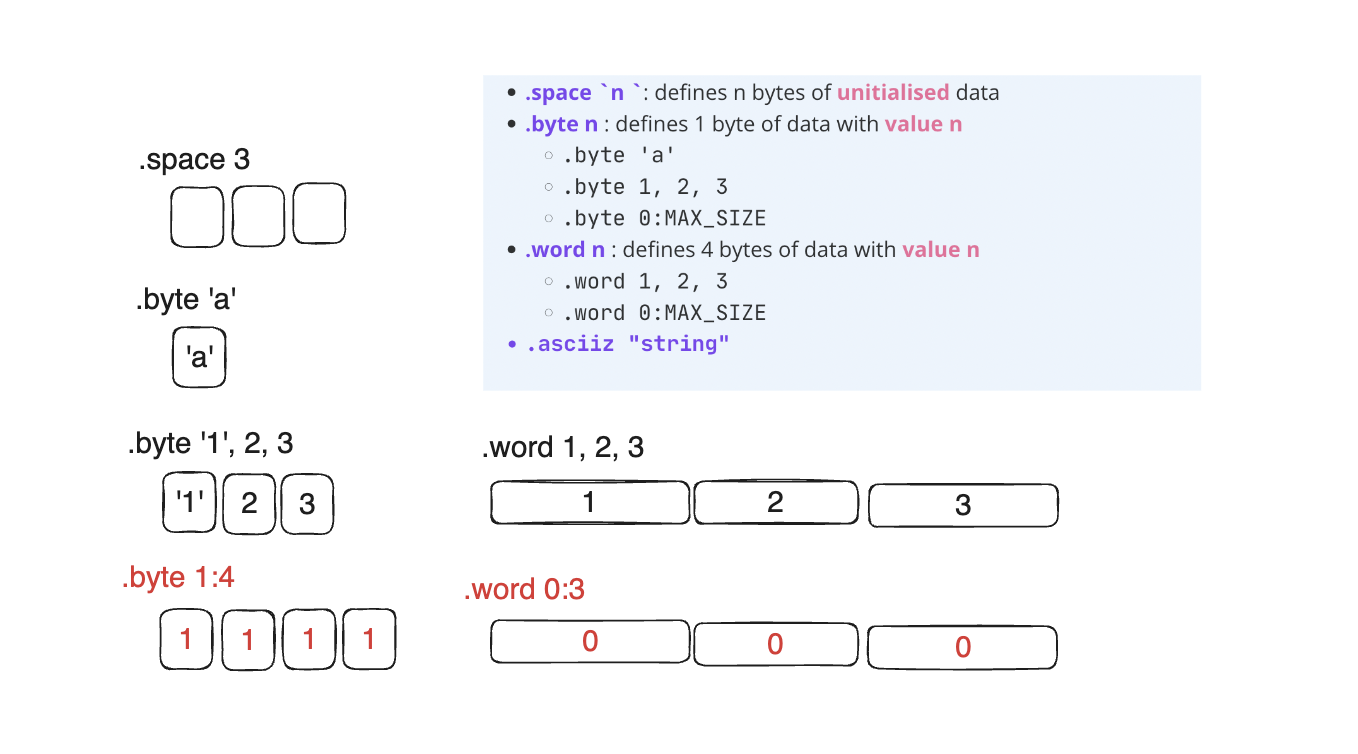 • .space `n `: defines n bytes of unitialised data
• .byte n : defines 1 byte of data with value n
○ .byte 'a'
○ .byte 1, 2, 3
○ .byte 0:MAX_SIZE
• .word n : defines 4 bytes of data with value n
○ .word 1, 2, 3
○ .word 0:MAX_SIZE
• .asciiz "string"
.space 3
.byte 'a'
'a'
.byte '1', 2, 3
'1' 2 3
.byte 1:4
1 1 1 1
.word 1, 2, 3
1 2 3
.word 0:3
0 0 0